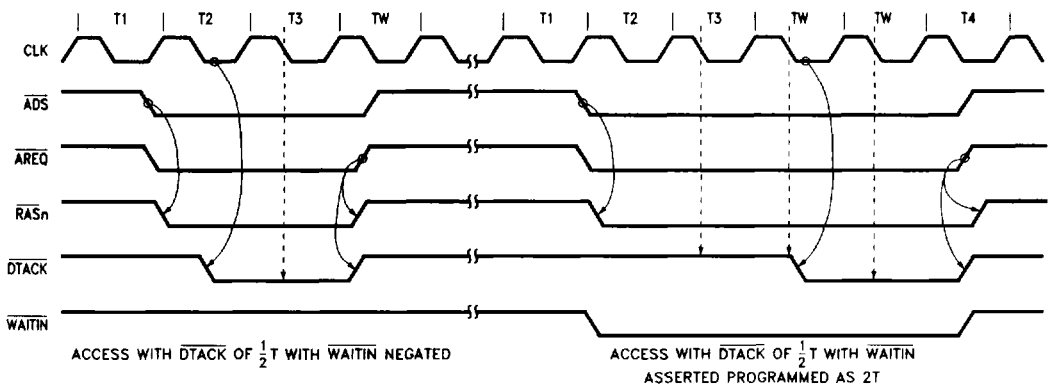 T1 T2 T3 TW T1 T2 T3 TW TW T4
CLK
ADS
AREQ
RASn
DTACK
WAITIN
ACCESS WITH DTACK OF 1/2 T WITH WAITIN NEGATED
ACCESS WITH DTACK OF 1/2 T WITH WAITIN
ASSERTED PROGRAMMED AS 2T